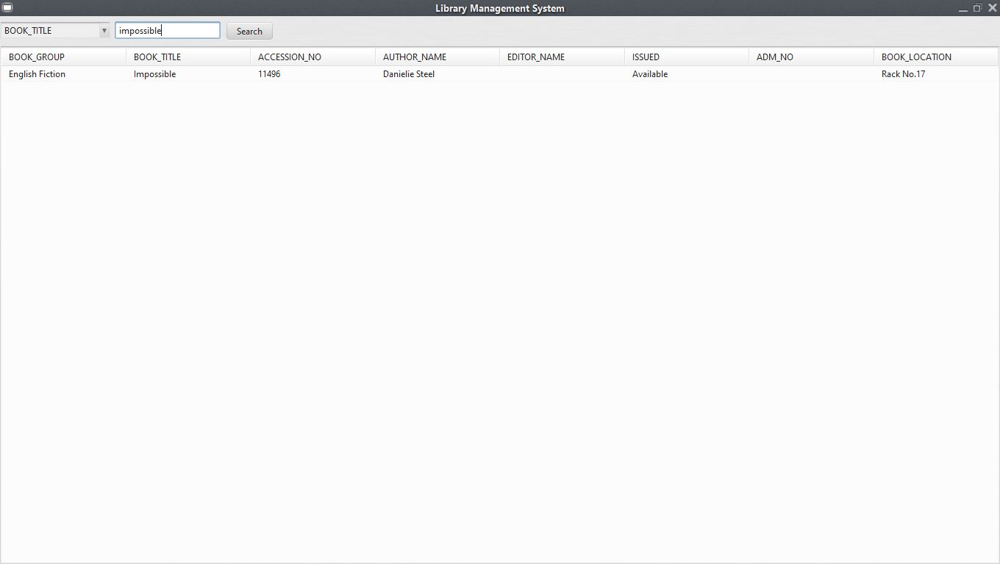 Library Management System
BOOK_TITLE impossible Search
BOOK_GROUP BOOK_TITLE ACCESSION_NO AUTHOR_NAME EDITOR_NAME ISSUED ADM_NO BOOK_LOCATION
English Fiction Impossible 11496 Danielie Steel Available Rack No.17